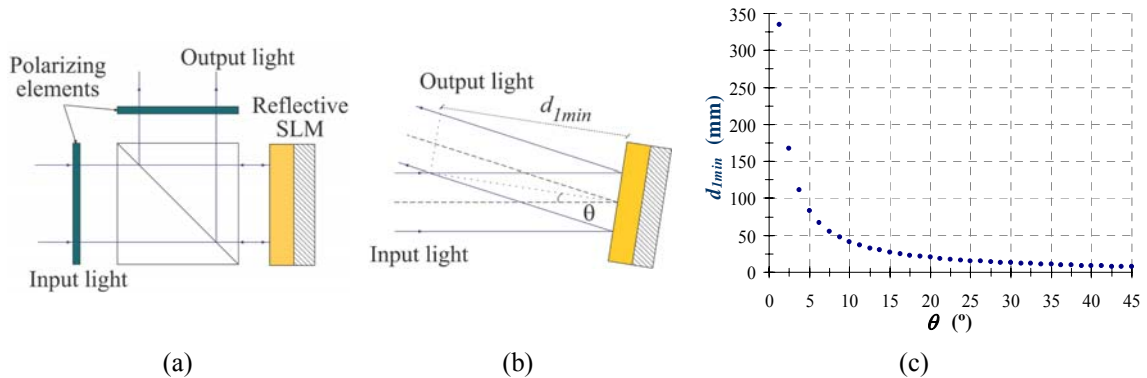 Output light
Polarizing
elements
Reflective
SLM
Input light
(a)
Output light
d1min
θ
Input light
(b)
d1min (mm)
350
300
250
200
150
100
50
0
0 5 10 15 20 25 30 35 40 45
θ (º)
(c)